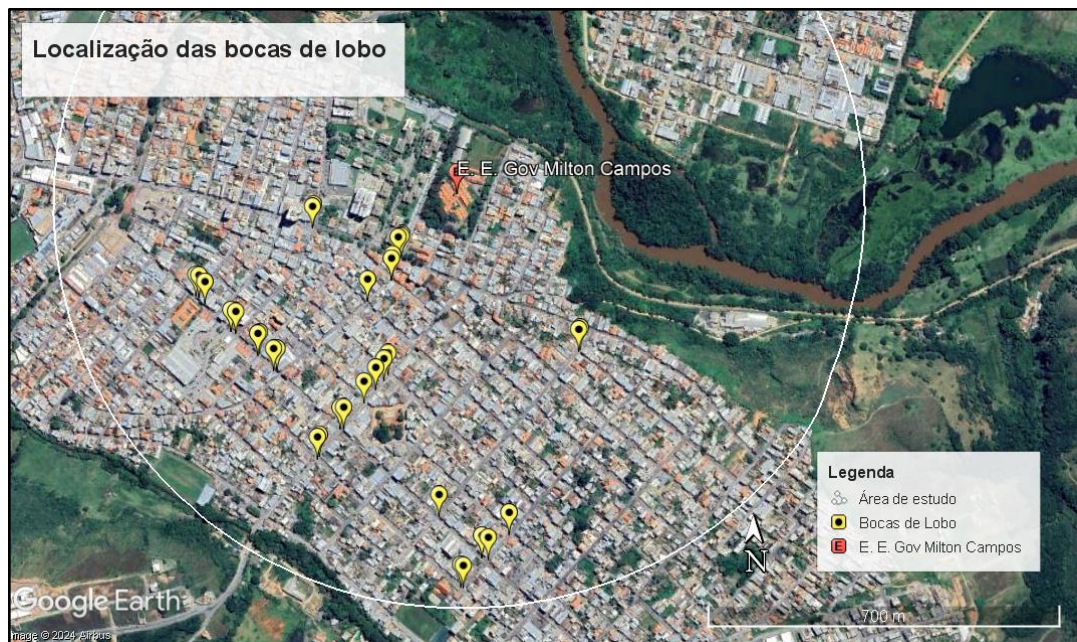 Localização das bocas de lobo
E. E. Gov Milton Campos
Legenda
Área de estudo
Bocas de Lobo
E
E. E. Gov Milton Campos
N
700 m
Google Earth
Image © 2024 Airbus